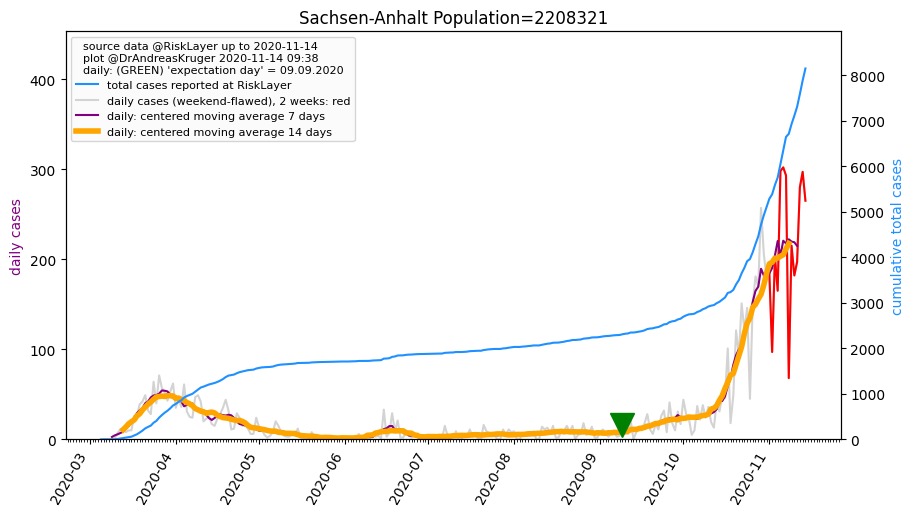 Sachsen-Anhalt Population=2208321
source data @RiskLayer up to 2020-11-14
plot @DrAndreasKruger 2020-11-14 09:38
daily: (GREEN) 'expectation day' = 09.09.2020
total cases reported at RiskLayer
daily cases (weekend-flawed), 2 weeks: red
daily: centered moving average 7 days
daily: centered moving average 14 days
daily cases
400
300
200
100
0
cumulative total cases
8000
7000
6000
5000
4000
3000
2000
1000
0
2020-03
2020-04
2020-05
2020-06
2020-07
2020-08
2020-09
2020-10
2020-11